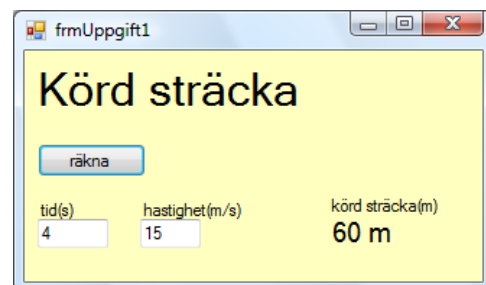 frmUppgift1
Körd sträcka
räkna
tid(s) hastighet(m/s) körd sträcka(m)
4 15 60 m